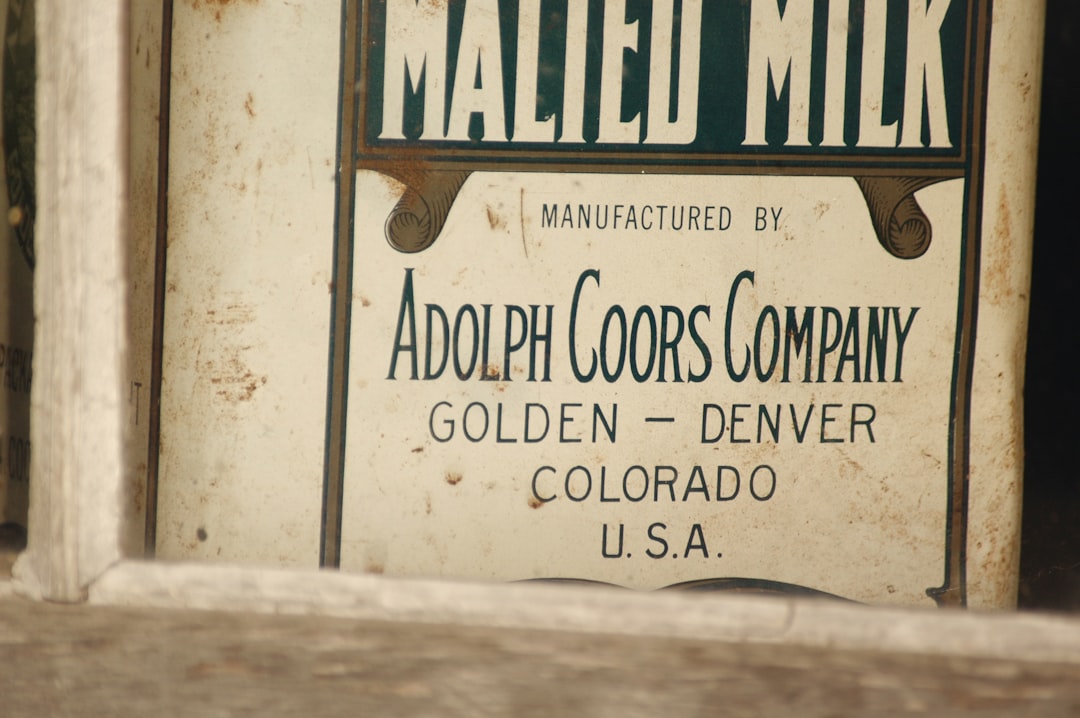 MALTED MILK
MANUFACTURED BY
ADOLPH COORS COMPANY
GOLDEN — DENVER
COLORADO
U.S.A.